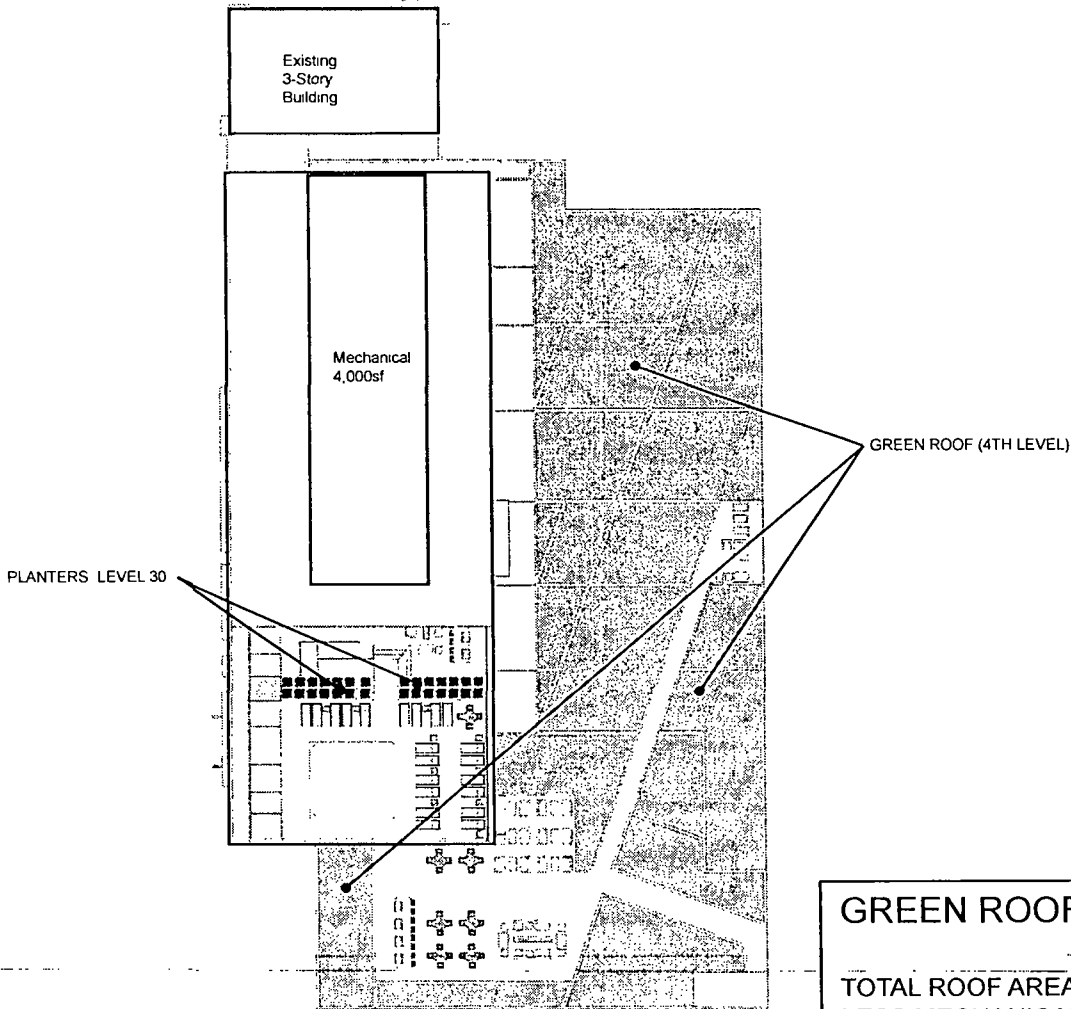 Existing
3-Story
Building
Mechanical
4,000sf
GREEN ROOF (4TH LEVEL)
PLANTERS LEVEL 30
GREEN ROOF
TOTAL ROOF AREA